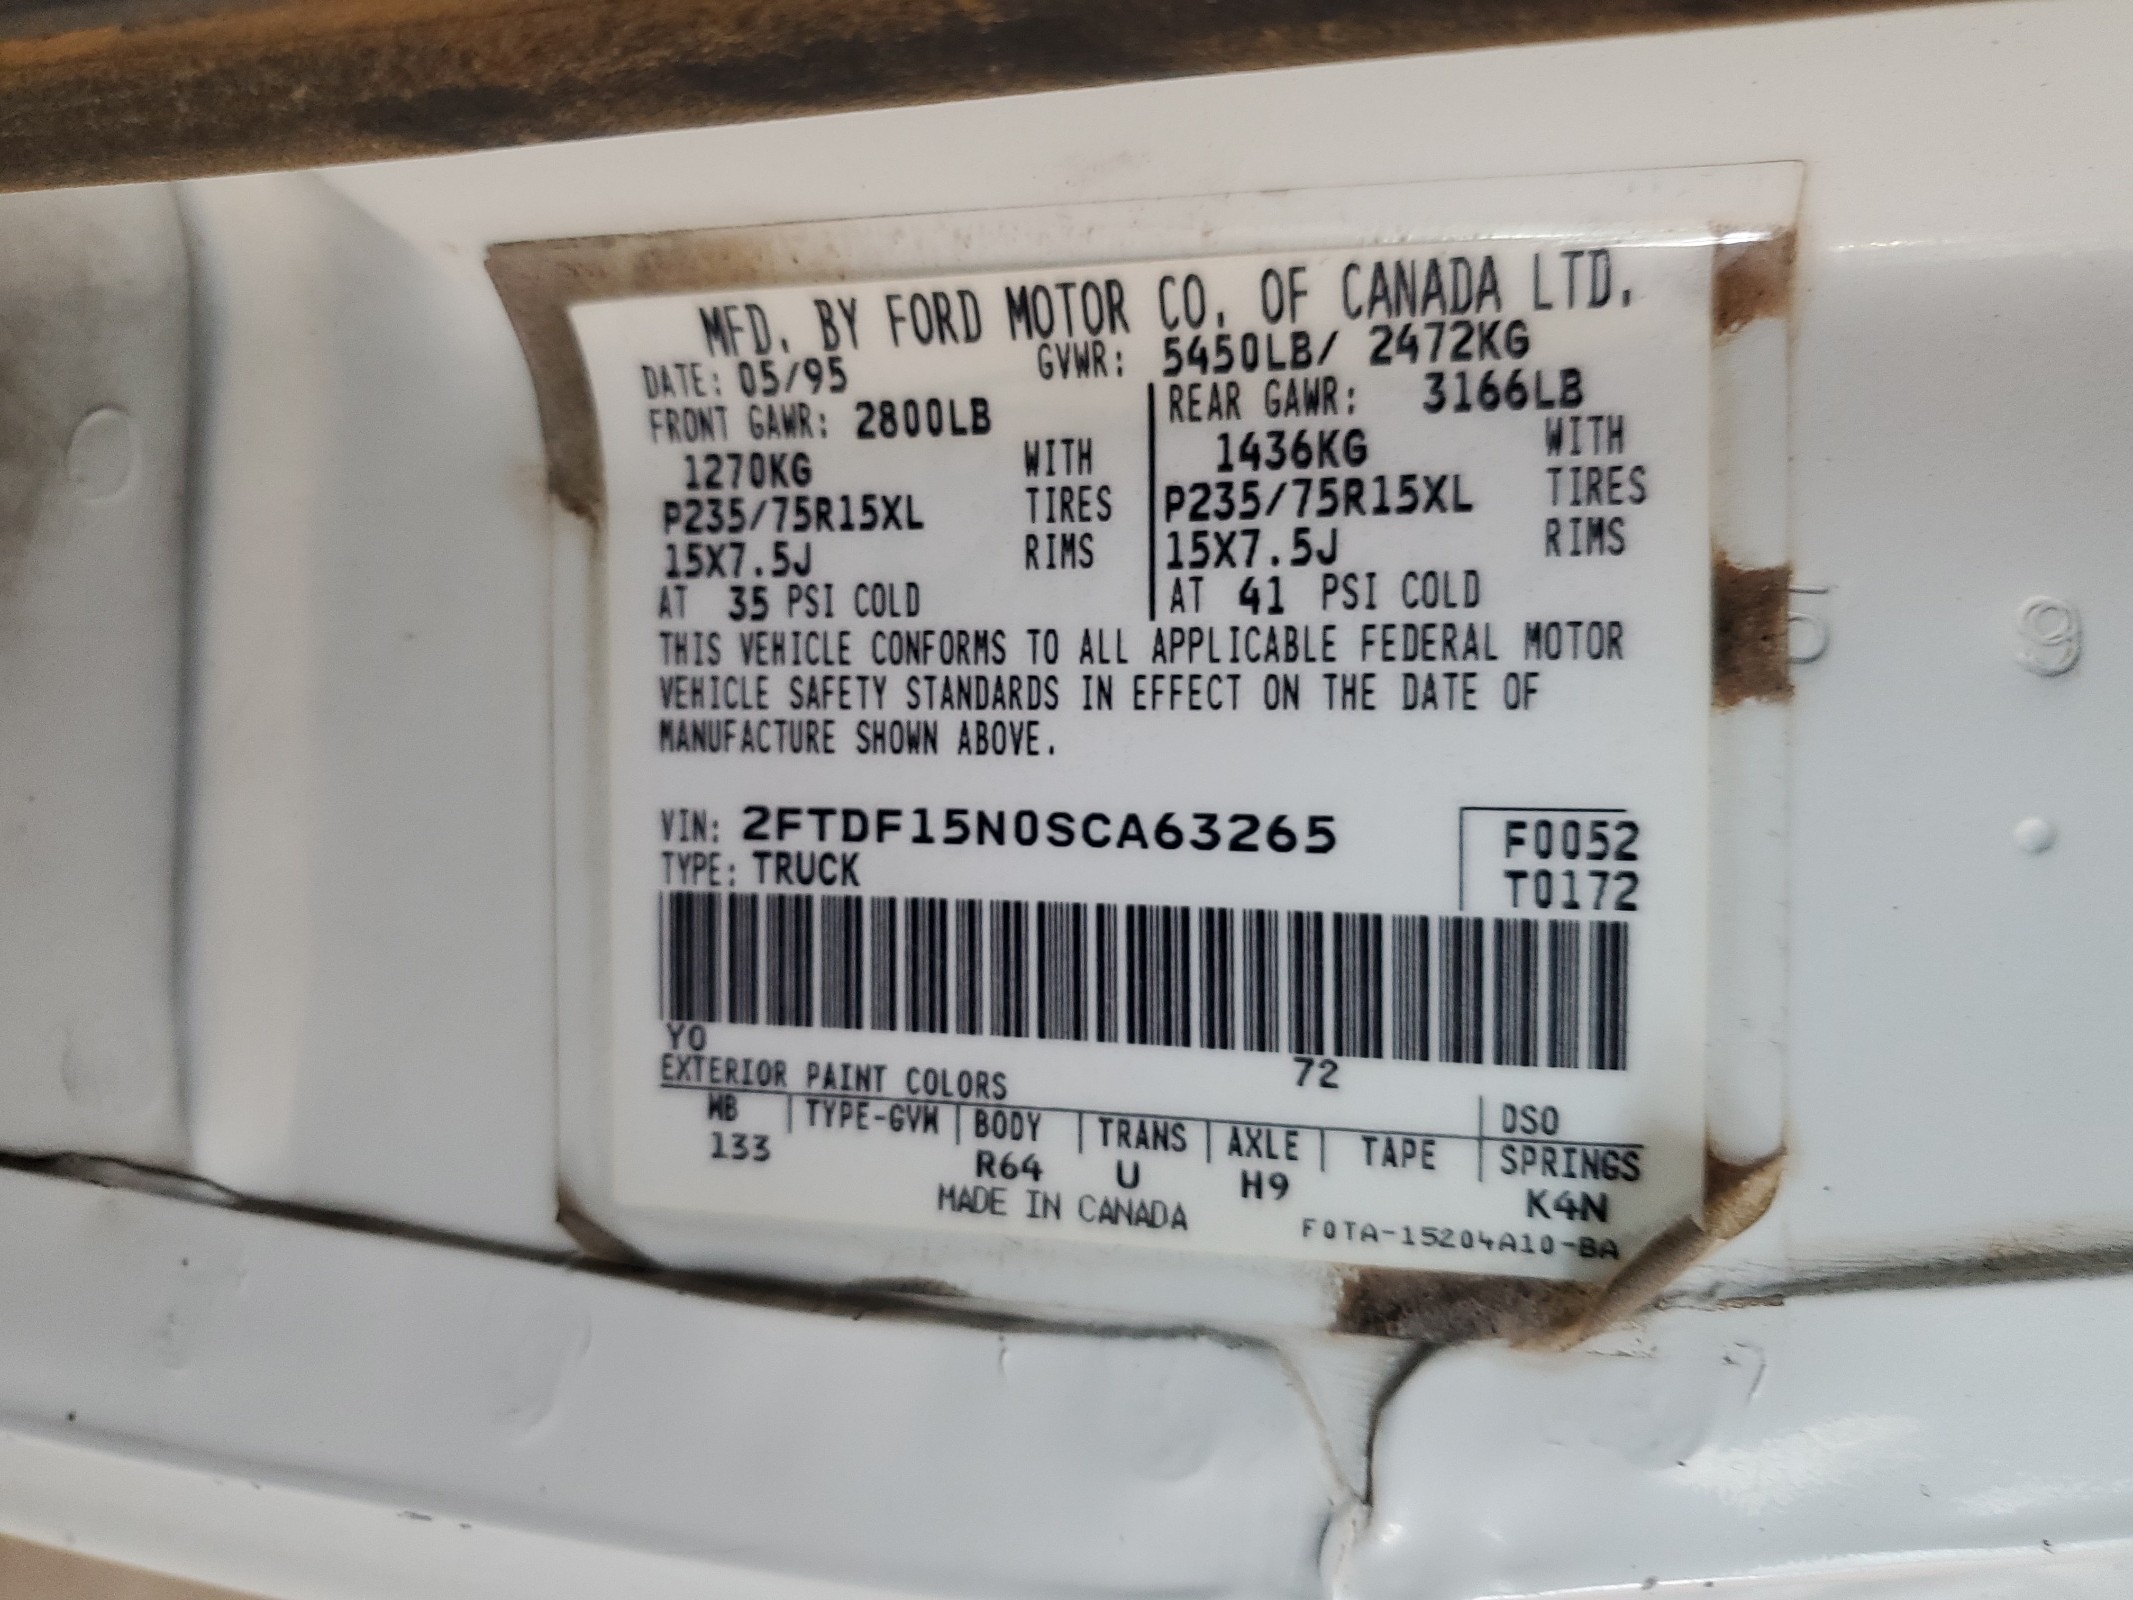 MFD. BY FORD MOTOR CO. OF CANADA LTD.
DATE: 05/95 GVWR: 5450LB/ 2472KG
FRONT GAWR: 2800LB REAR GAWR: 3166LB
1270KG WITH 1436KG WITH
P235/75R15XL TIRES P235/75R15XL TIRES
15X7.5J RIMS 15X7.5J RIMS
AT 35 PSI COLD AT 41 PSI COLD
THIS VEHICLE CONFORMS TO ALL APPLICABLE FEDERAL MOTOR
VEHICLE SAFETY STANDARDS IN EFFECT ON THE DATE OF
MANUFACTURE SHOWN ABOVE.
VIN: 2FTDF15N0SCA63265 F0052
TYPE: TRUCK T0172
YO
EXTERIOR PAINT COLORS 72 DSO
WB TYPE-GVW BODY TRANS AXLE TAPE SPRINGS
133 R64 U H9 K4N
MADE IN CANADA F0TA-15204A10-BA
5 9